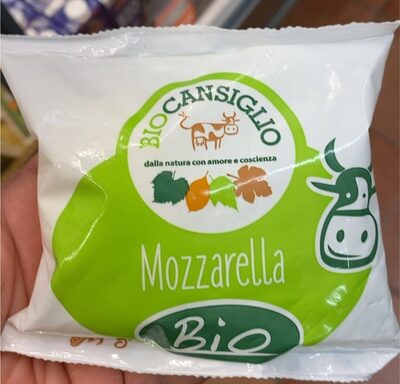 BIOCANSIGLIO
dalla natura con amore e coscienza
Mozzarella
Bio